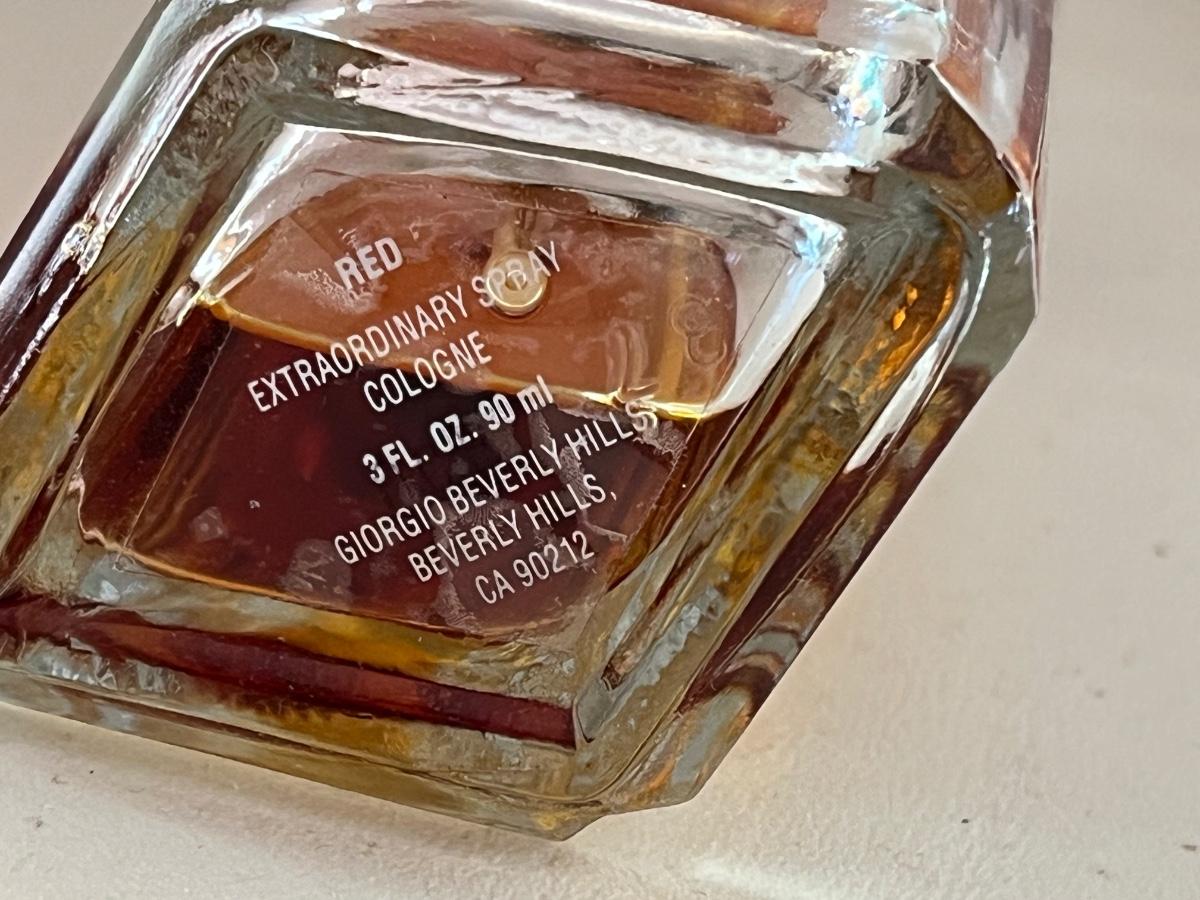 RED
EXTRAORDINARY SPRAY
COLOGNE
3 FL. OZ. 90 ml
GIORGIO BEVERLY HILLS,
BEVERLY HILLS,
CA 90212